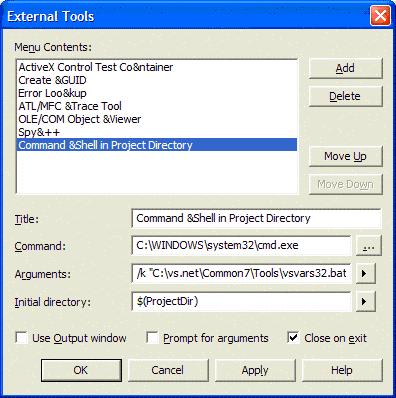 External Tools
Menu Contents:
ActiveX Control Test Co&ntainer
Create &GUID
Error Loo&kup
ATL/MFC &Trace Tool
OLE/COM Object &Viewer
Spy&++
Command &Shell in Project Directory
Add
Delete
Move Up
Move Down
Title:
Command &Shell in Project Directory
Command:
C:\WINDOWS\system32\cmd.exe
...
Arguments:
/k "C:\vs.net\Common7\Tools\vsvars32.bat
Initial directory:
$(ProjectDir)
Use Output window
Prompt for arguments
Close on exit
OK
Cancel
Apply
Help